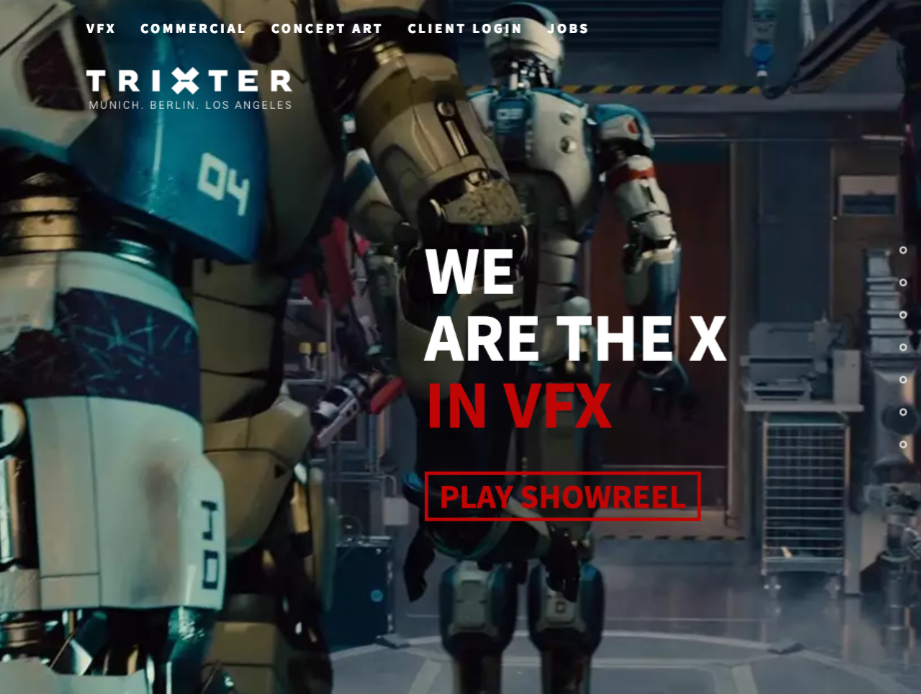 VFX COMMERCIAL CONCEPT ART CLIENT LOGIN JOBS
TRIXTER
MUNICH. BERLIN. LOS ANGELES
04
WE
ARE THE X
IN VFX
PLAY SHOWREEL
04